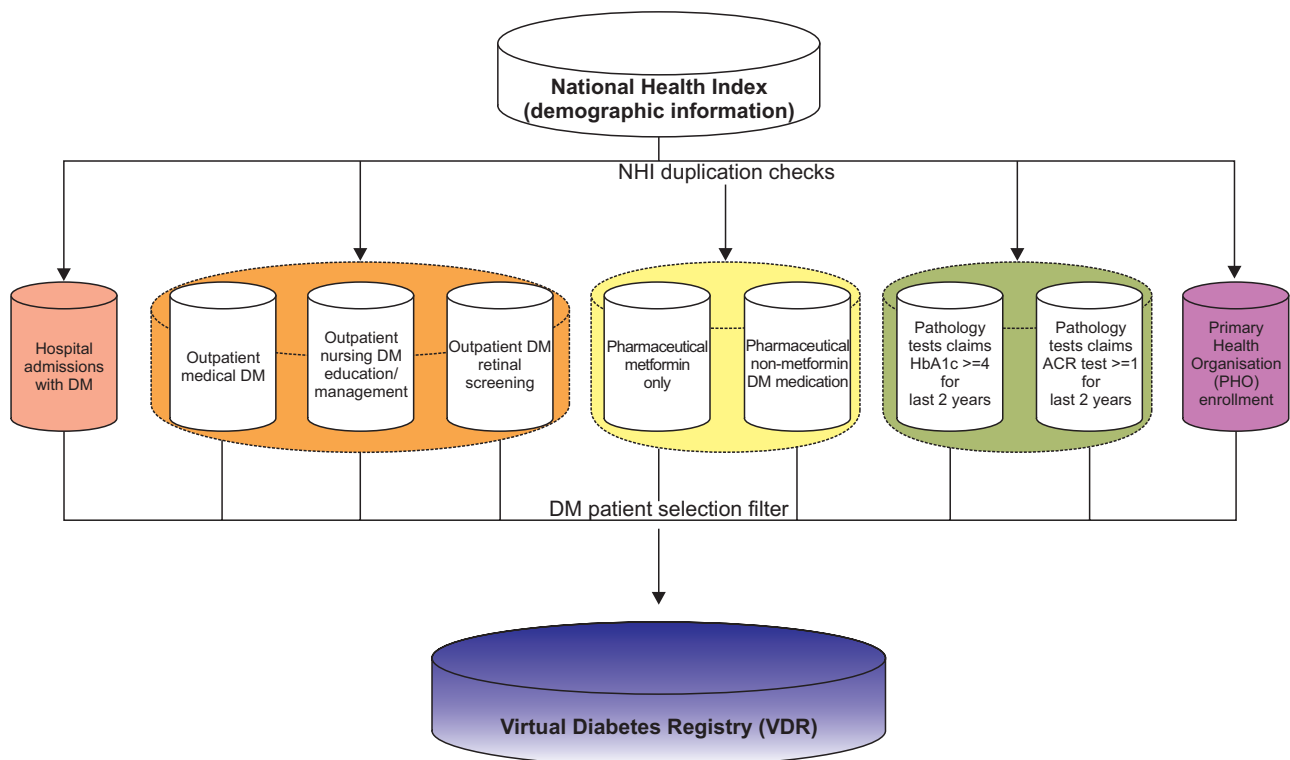 National Health Index
(demographic information)
NHI duplication checks
Hospital
admissions
with DM
Outpatient
medical DM
Outpatient
nursing DM
education/
management
Outpatient DM
retinal
screening
Pharmaceutical
metformin
only
Pharmaceutical
non-metformin
DM medication
Pathology
tests claims
HbA1c >=4
for
last 2 years
Pathology
tests claims
ACR test >=1
for
last 2 years
Primary
Health
Organisation
(PHO)
enrollment
DM patient selection filter
Virtual Diabetes Registry (VDR)